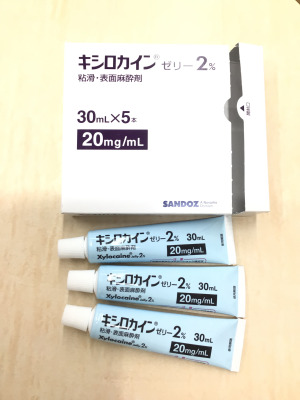 キシロカイン® ゼリー 2%
粘滑・表面麻酔剤
30mL×5本
20mg/mL
SANDOZ
キシロカイン® ゼリー2% 30mL
粘滑・表面麻酔剤 20mg/mL
Xylocaine® Jelly 2%
キシロカイン® ゼリー2% 30mL
粘滑・表面麻酔剤 20mg/mL
Xylocaine® Jelly 2%
キシロカイン® ゼリー2% 30mL
粘滑・表面麻酔剤 20mg/mL
Xylocaine® Jelly 2%